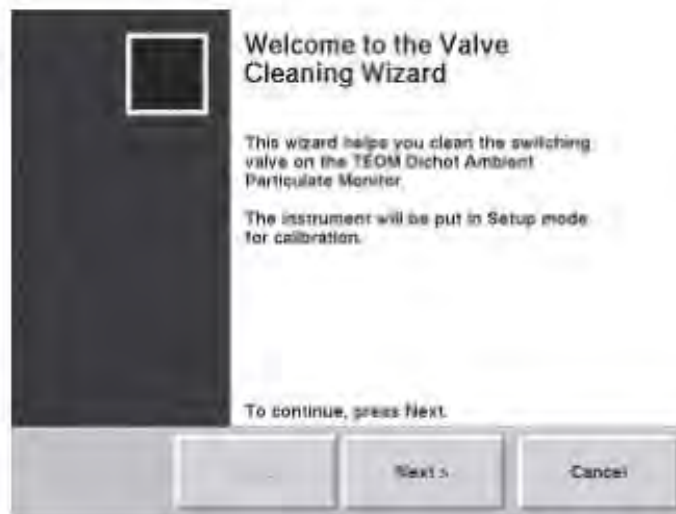 Welcome to the Valve
Cleaning Wizard
This wizard helps you clean the switching
valve on the TEOM Dichot Ambient
Particulate Monitor
The instrument will be put in Setup mode
for calibration.
To continue, press Next.
Next >
Cancel